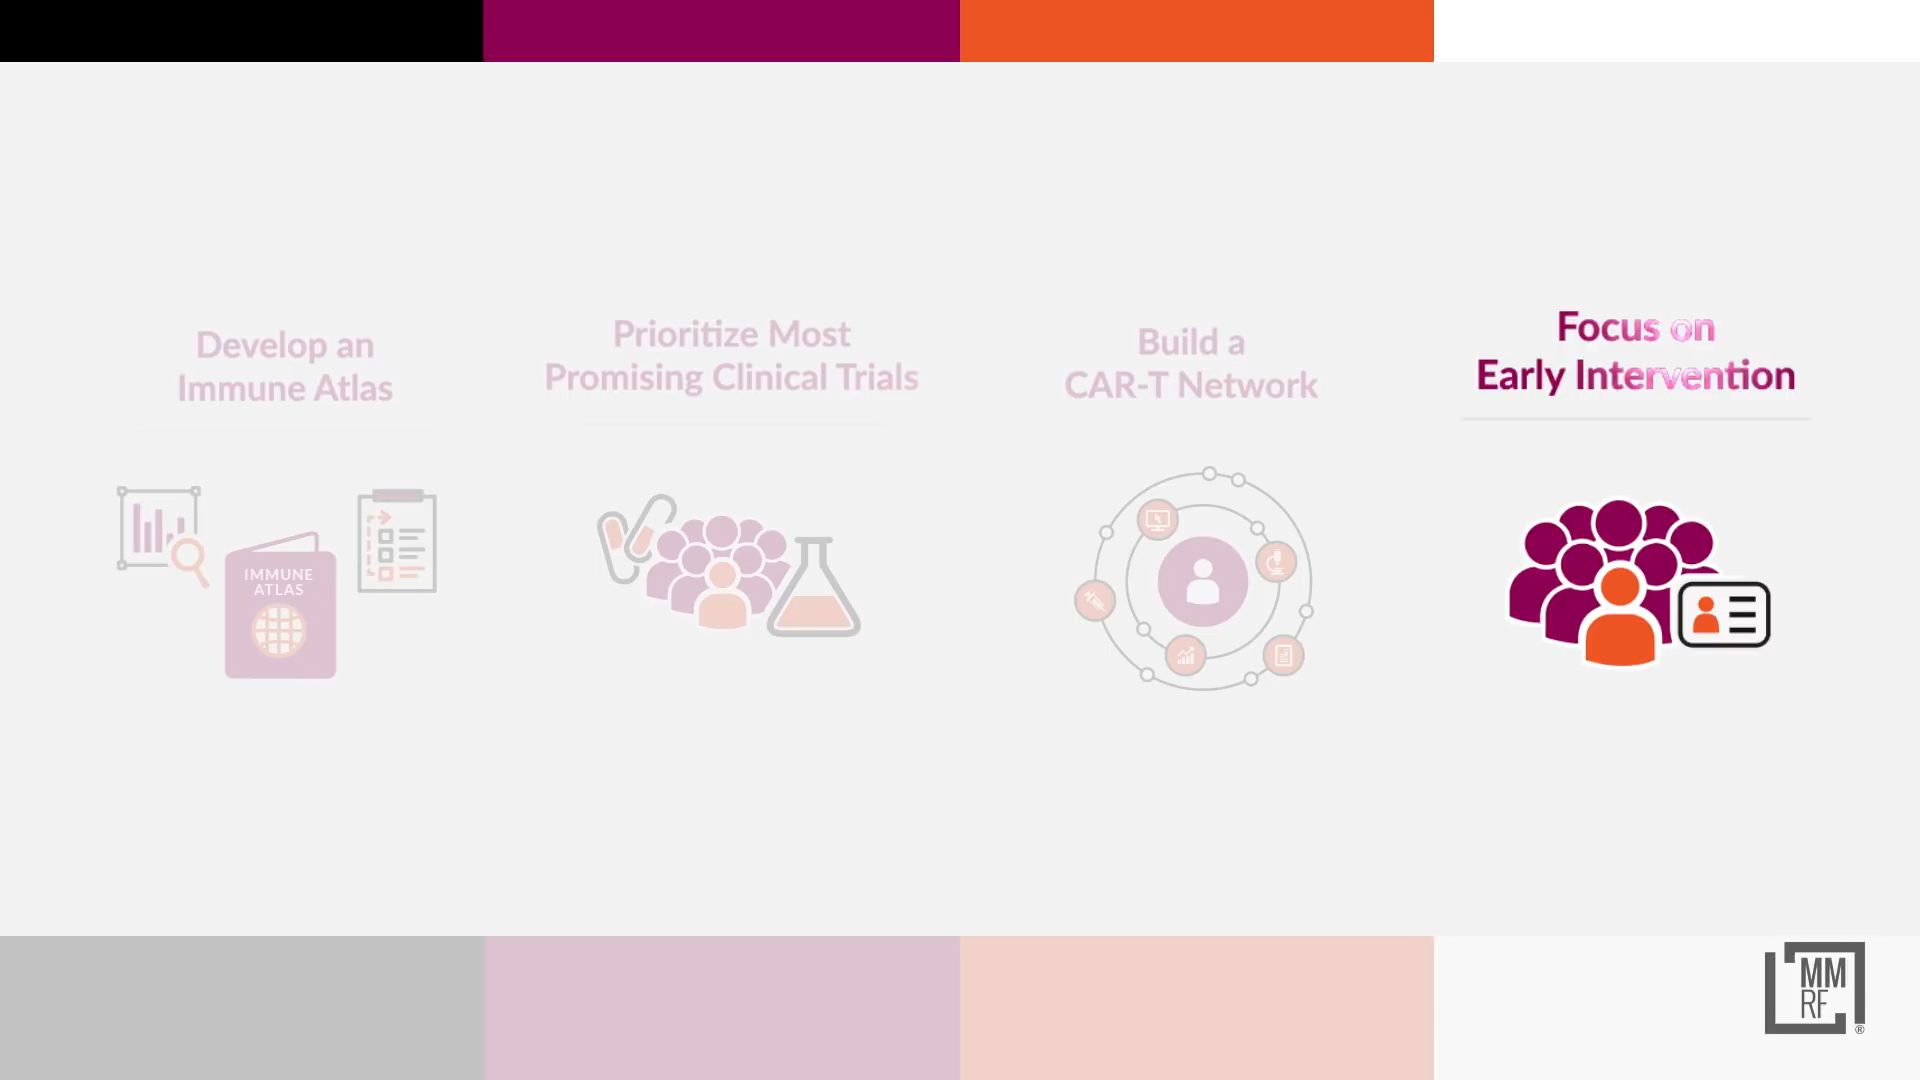 Develop an
Immune Atlas
Prioritize Most
Promising Clinical Trials
Build a
CAR-T Network
Focus on
Early Intervention
IMMUNE
ATLAS
MM
RF
®